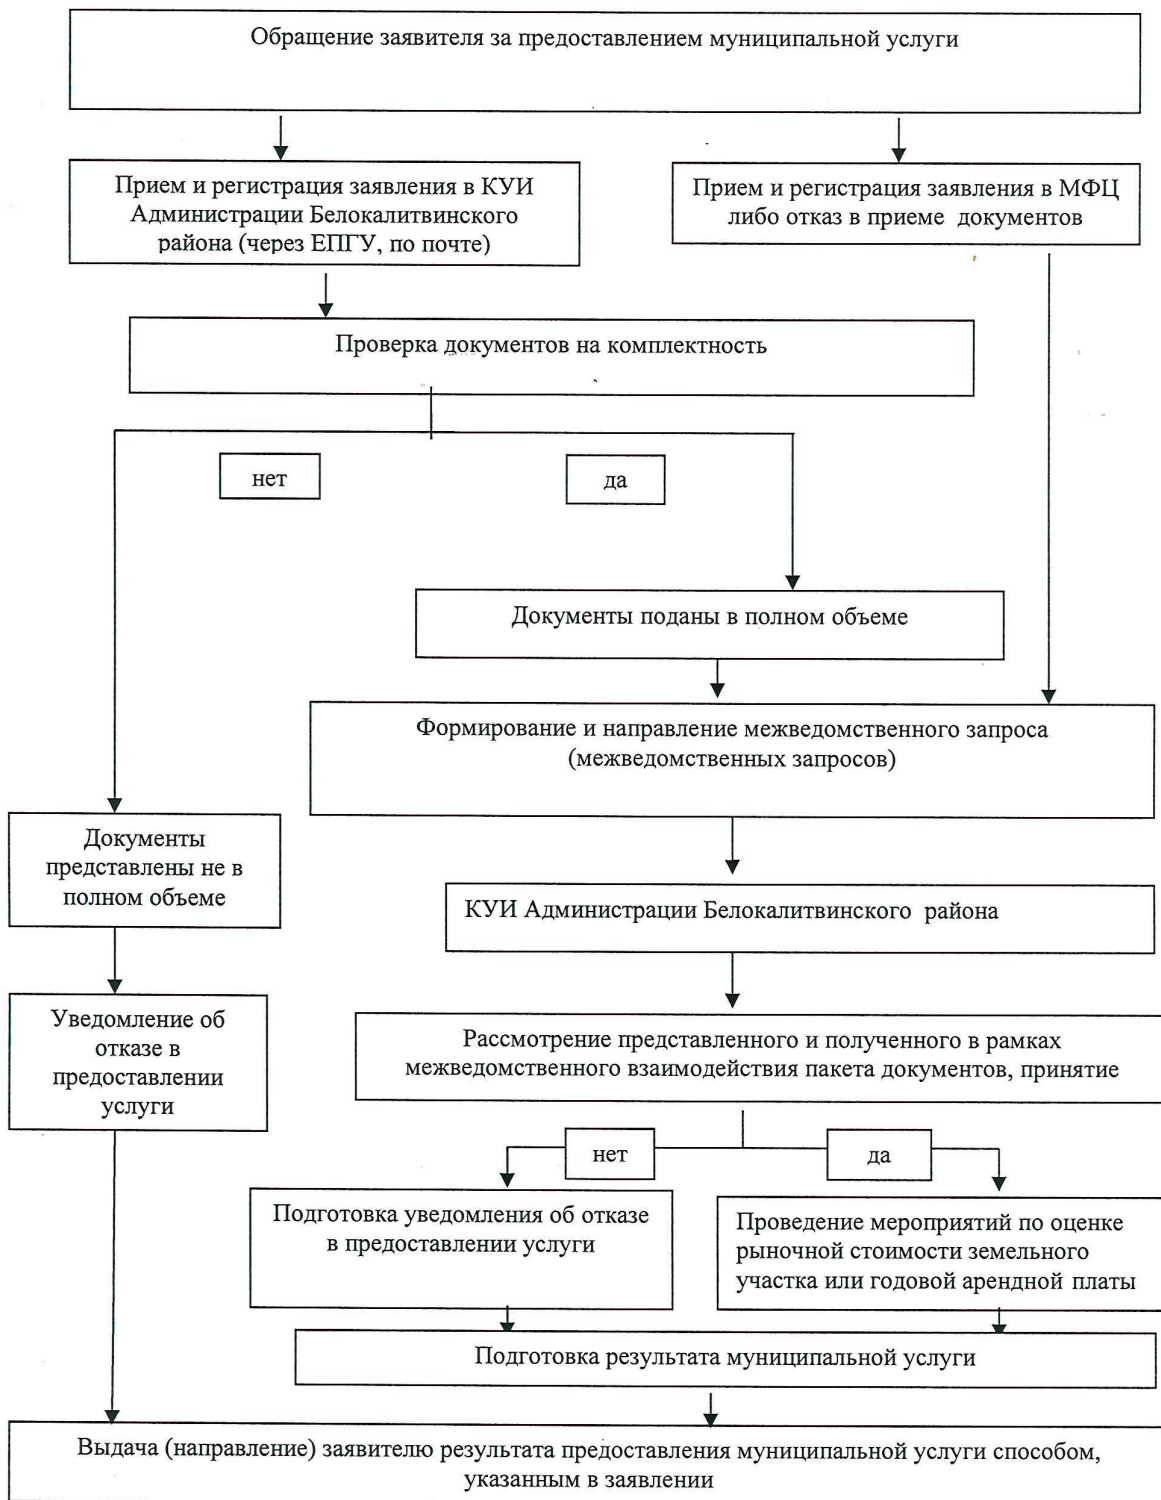 Обращение заявителя за предоставлением муниципальной услуги
Прием и регистрация заявления в КУИ
Администрации Белокалитвинского
района (через ЕПГУ, по почте)
Прием и регистрация заявления в МФЦ
либо отказ в приеме документов
Проверка документов на комплектность
нет
да
Документы поданы в полном объеме
Формирование и направление межведомственного запроса
(межведомственных запросов)
Документы
представлены не в
полном объеме
КУИ Администрации Белокалитвинского района
Уведомление об
отказе в
предоставлении
услуги
Рассмотрение представленного и полученного в рамках
межведомственного взаимодействия пакета документов, принятие
нет
да
Подготовка уведомления об отказе
в предоставлении услуги
Проведение мероприятий по оценке
рыночной стоимости земельного
участка или годовой арендной платы
Подготовка результата муниципальной услуги
Выдача (направление) заявителю результата предоставления муниципальной услуги способом,
указанным в заявлении